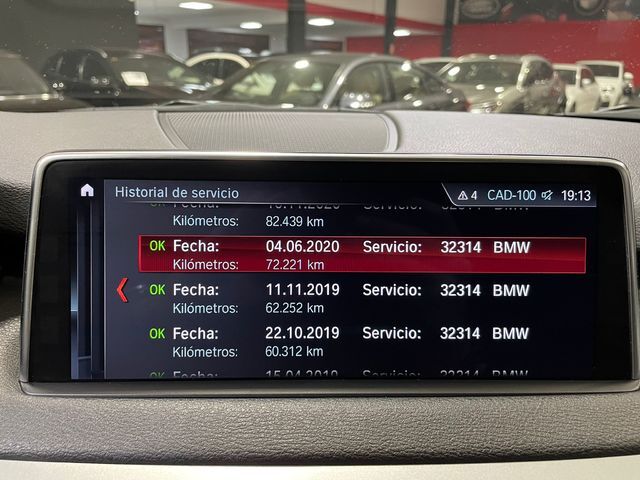 Historial de servicio 4 CAD-100 19:13
Kilómetros: 82.439 km
OK Fecha: 04.06.2020 Servicio: 32314 BMW
Kilómetros: 72.221 km
OK Fecha: 11.11.2019 Servicio: 32314 BMW
Kilómetros: 62.252 km
OK Fecha: 22.10.2019 Servicio: 32314 BMW
Kilómetros: 60.312 km